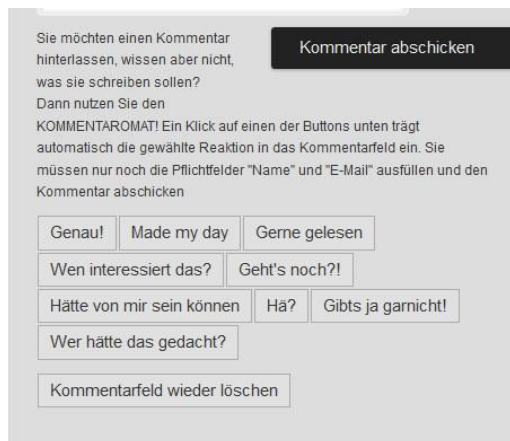 Sie möchten einen Kommentar
hinterlassen, wissen aber nicht,
was sie schreiben sollen?
Dann nutzen Sie den
KOMMENTAROMAT! Ein Klick auf einen der Buttons unten trägt
automatisch die gewählte Reaktion in das Kommentarfeld ein. Sie
müssen nur noch die Pflichtfelder "Name" und "E-Mail" ausfüllen und den
Kommentar abschicken
Kommentar abschicken
Genau! Made my day Gerne gelesen
Wen interessiert das? Geht's noch?!
Hätte von mir sein können Hä? Gibts ja garnicht!
Wer hätte das gedacht?
Kommentarfeld wieder löschen